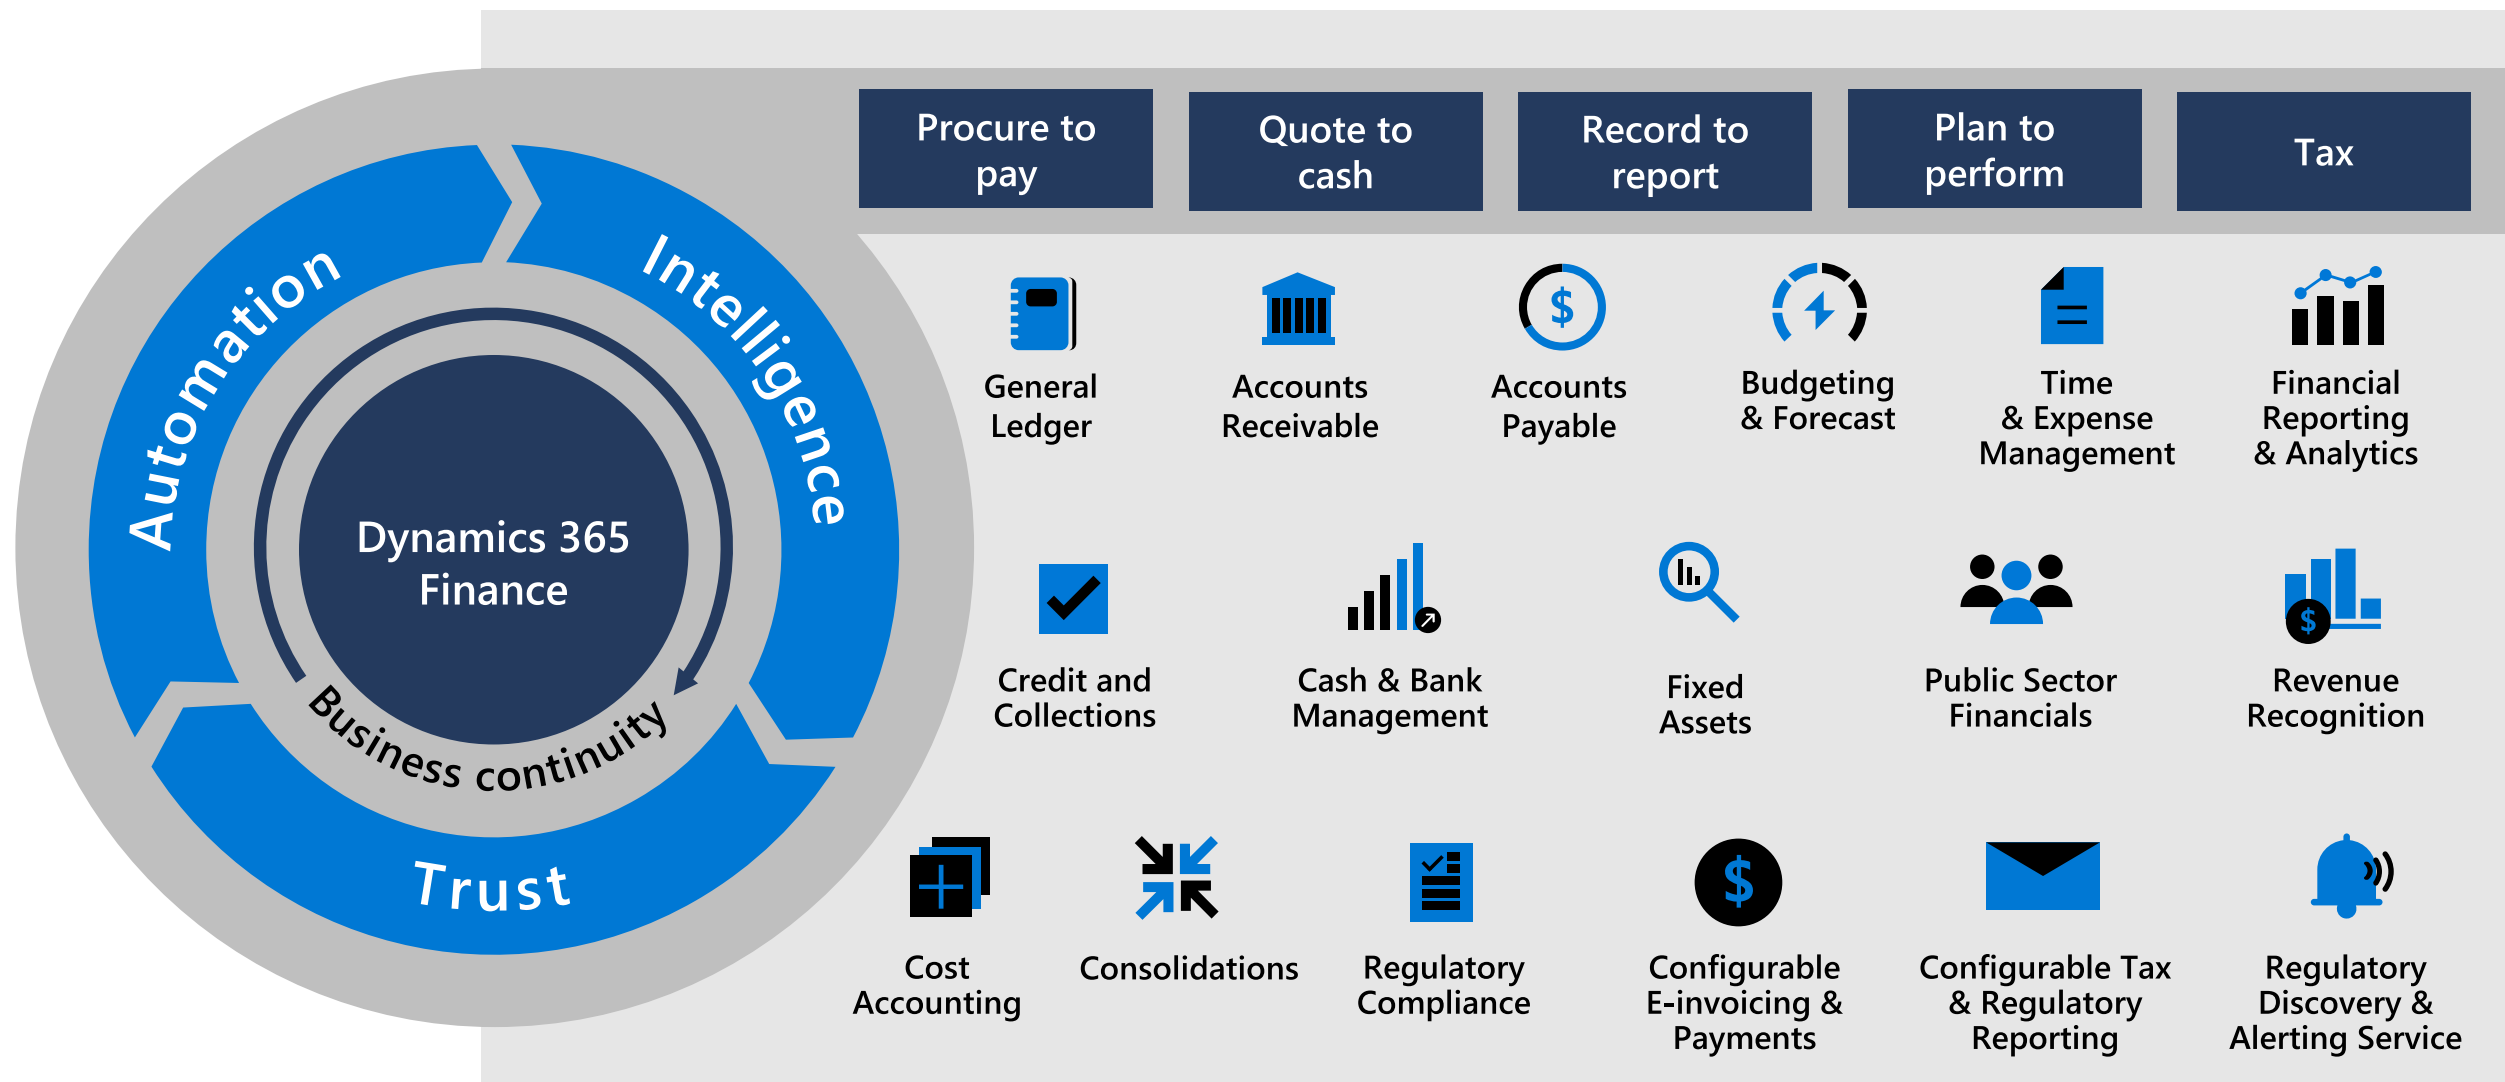 Procure to
pay
Quote to
cash
Record to
report
Plan to
perform
Tax
Automation
Intelligence
Trust
Dynamics 365
Finance
Business continuity
General
Ledger
Accounts
Receivable
Accounts
Payable
Budgeting
& Forecast
Time
& Expense
Management
Financial
Reporting
& Analytics
Credit and
Collections
Cash & Bank
Management
Fixed
Assets
Public Sector
Financials
Revenue
Recognition
Cost
Accounting
Consolidations
Regulatory
Compliance
Configurable
E-invoicing &
Payments
Configurable Tax
& Regulatory
Reporting
Regulatory
Discovery &
Alerting Service